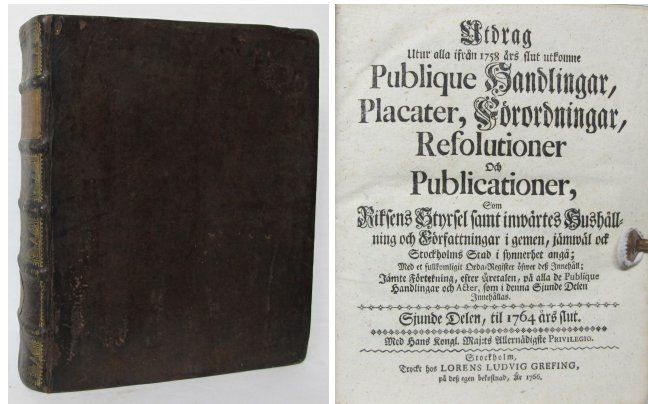 Utdrag
Utur alla ifrån 1758 års slut utkomne
Publique Handlingar,
Placater, Förordningar,
Resolutioner
Och
Publicationer,
Som
Riksens Styrsel samt inwärtes Hushåll-
ning och Författningar i gemen, jämwäl ock
Stockholms Stad i synnerhet angå;
Med et fullkomligit Orda-Register öfwer deß Innehåll;
Jämte Förtekning, efter åretalen, på alla de Publique
Handlingar och Acter, som i denna Sjunde Delen
Innehållas.
Sjunde Delen, til 1764 års slut.
Med Hans Kongl. Maj:ts Allernådigste PRIVILEGIO.
Stockholm,
Tryckt hos LORENS LUDVIG GREFING,
på deß egen bekostnad, År 1766.